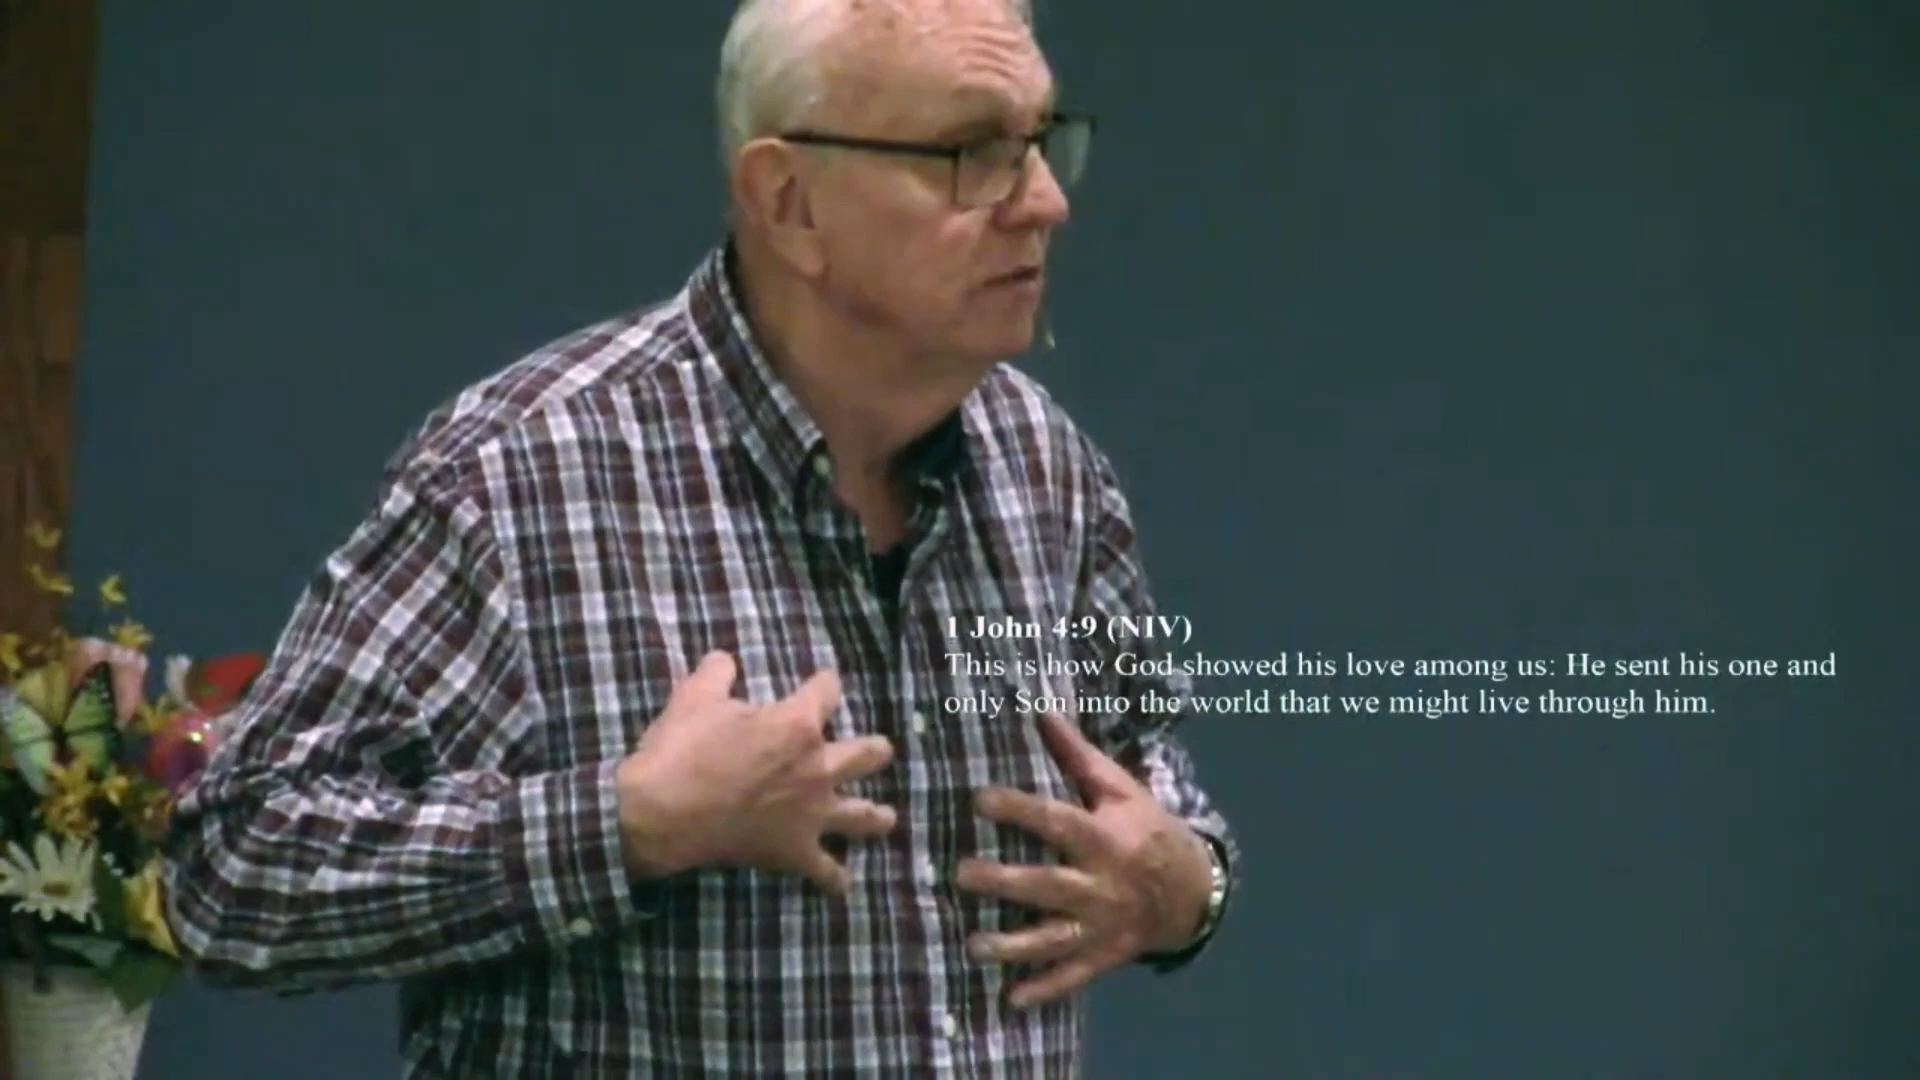 1 John 4:9 (NIV)
This is how God showed his love among us: He sent his one and
only Son into the world that we might live through him.